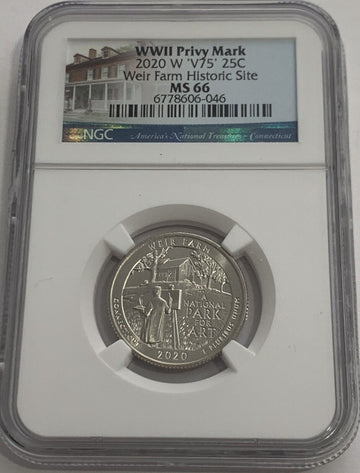 WWII Privy Mark
2020 W 'V75' 25C
Weir Farm Historic Site
MS 66
6778606-046
NGC
America's National Treasures - Connecticut
WEIR FARM
A
NATIONAL
PARK
FOR
ART
CONNECTICUT
2020
E PLURIBUS UNUM